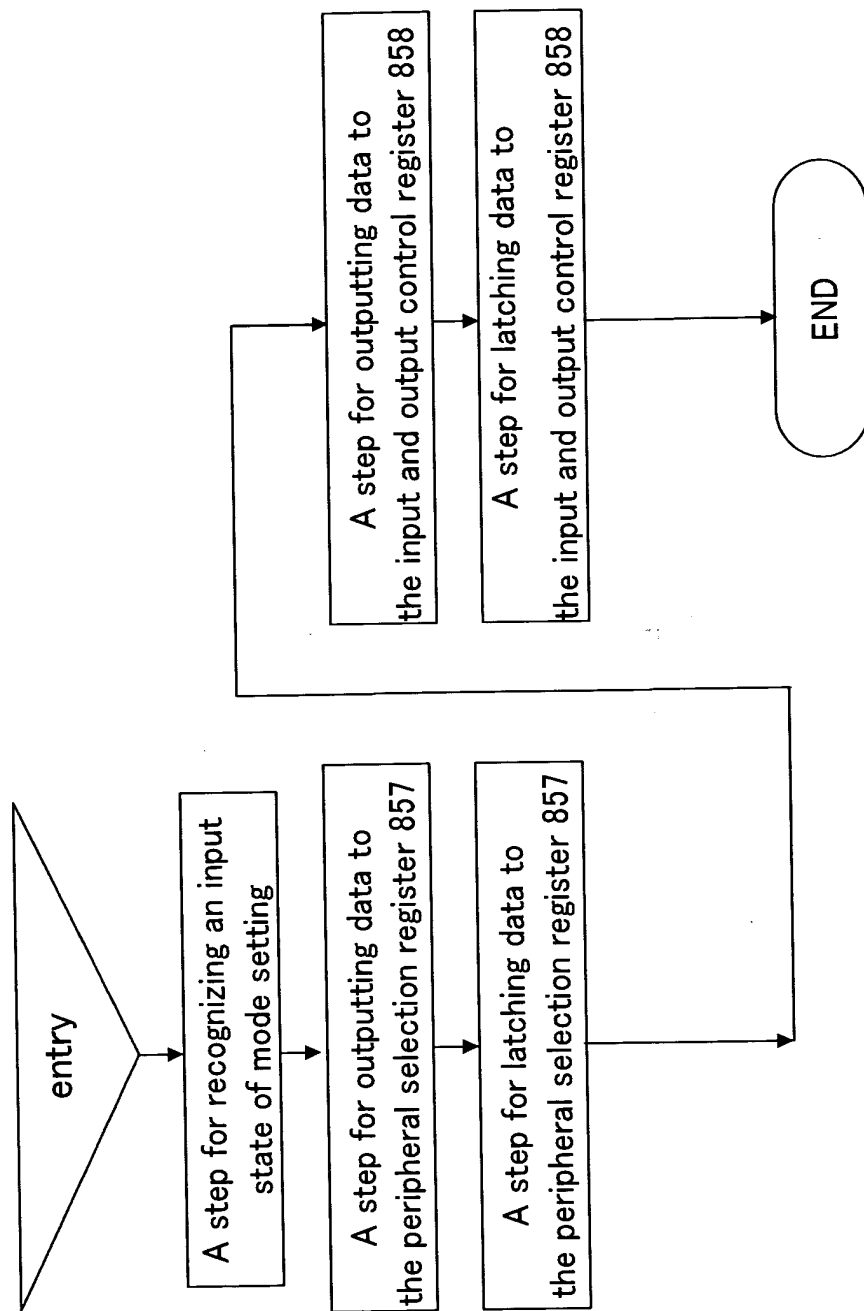 entry
A step for recognizing an input
state of mode setting
A step for outputting data to
the peripheral selection register 857
A step for latching data to
the peripheral selection register 857
A step for outputting data to
the input and output control register 858
A step for latching data to
the input and output control register 858
END